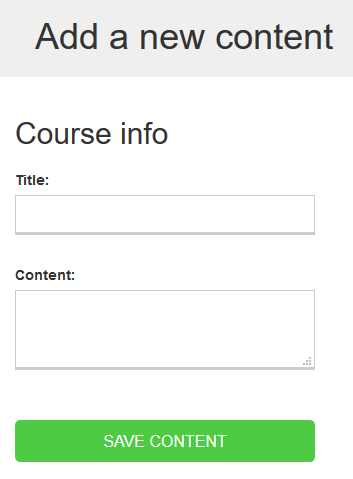 Add a new content
Course info
Title:
Content:
SAVE CONTENT